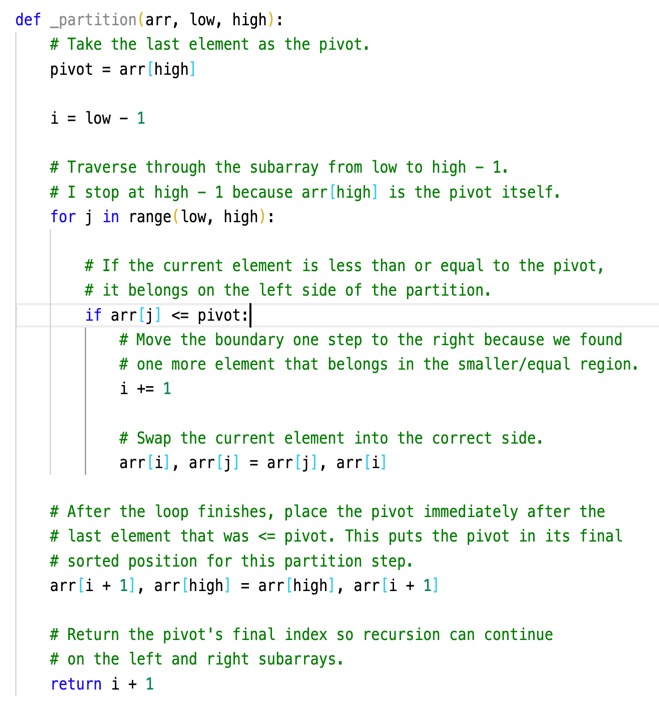 def _partition(arr, low, high):
# Take the last element as the pivot.
pivot = arr[high]
i = low - 1
# Traverse through the subarray from low to high - 1.
# I stop at high - 1 because arr[high] is the pivot itself.
for j in range(low, high):
# If the current element is less than or equal to the pivot,
# it belongs on the left side of the partition.
if arr[j] <= pivot:
# Move the boundary one step to the right because we found
# one more element that belongs in the smaller/equal region.
i += 1
# Swap the current element into the correct side.
arr[i], arr[j] = arr[j], arr[i]
# After the loop finishes, place the pivot immediately after the
# last element that was <= pivot. This puts the pivot in its final
# sorted position for this partition step.
arr[i + 1], arr[high] = arr[high], arr[i + 1]
# Return the pivot's final index so recursion can continue
# on the left and right subarrays.
return i + 1